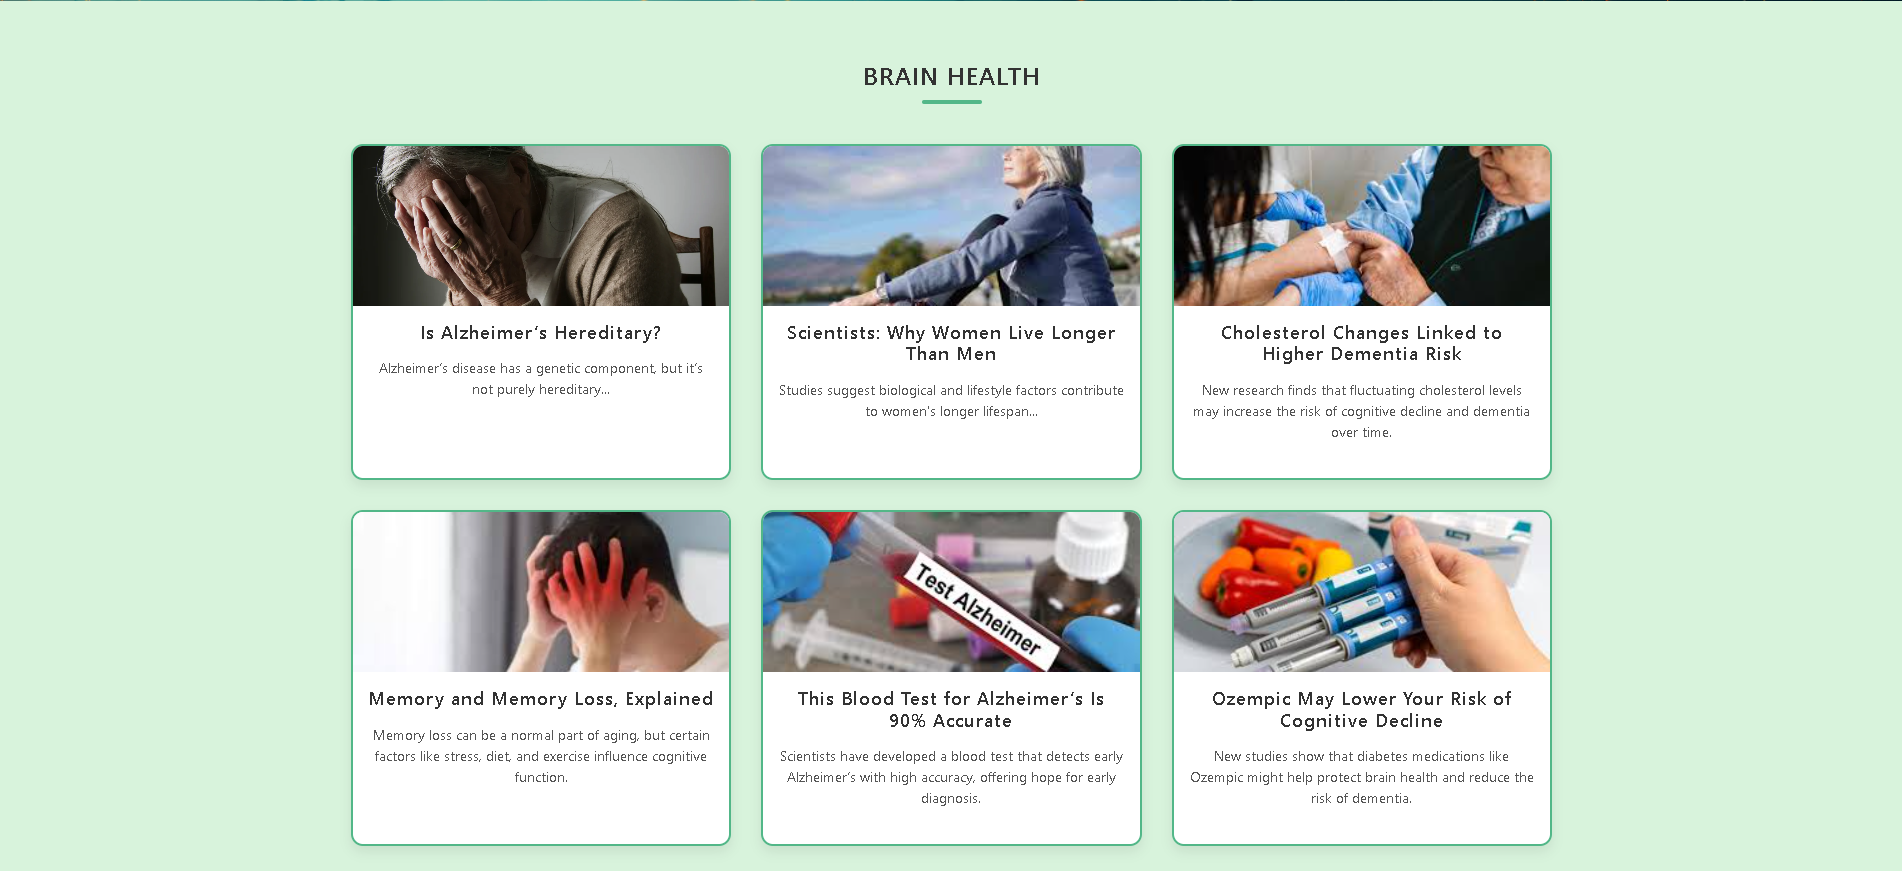 BRAIN HEALTH
Is Alzheimer's Hereditary?
Alzheimer's disease has a genetic component, but it's
not purely hereditary...
Scientists: Why Women Live Longer
Than Men
Studies suggest biological and lifestyle factors contribute
to women's longer lifespan...
Cholesterol Changes Linked to
Higher Dementia Risk
New research finds that fluctuating cholesterol levels
may increase the risk of cognitive decline and dementia
over time.
Memory and Memory Loss, Explained
Memory loss can be a normal part of aging, but certain
factors like stress, diet, and exercise influence cognitive
function.
Test Alzheimer
This Blood Test for Alzheimer's Is
90% Accurate
Scientists have developed a blood test that detects early
Alzheimer's with high accuracy, offering hope for early
diagnosis.
Ozempic May Lower Your Risk of
Cognitive Decline
New studies show that diabetes medications like
Ozempic might help protect brain health and reduce the
risk of dementia.